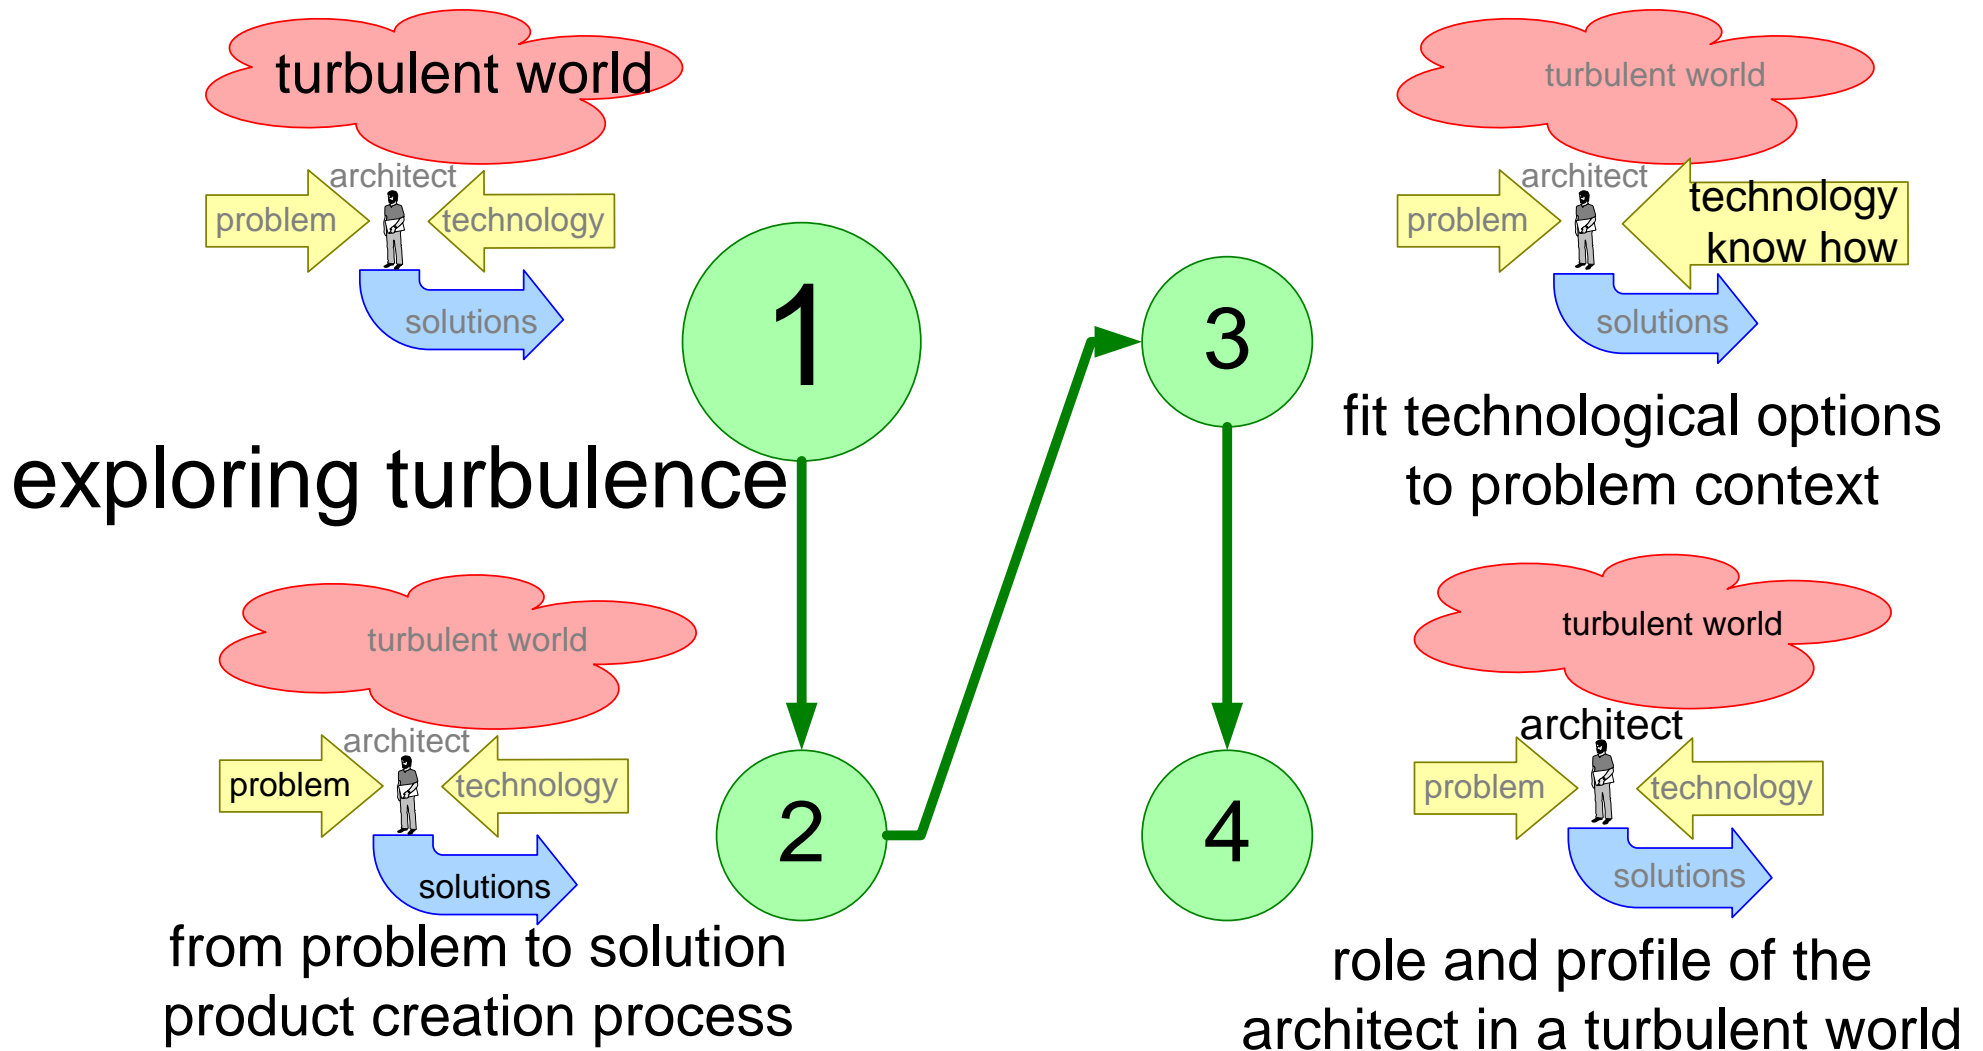 turbulent world
architect
problem
technology
solutions
1
exploring turbulence
turbulent world
architect
problem
technology
solutions
2
from problem to solution
product creation process
turbulent world
architect
problem
technology
know how
solutions
3
fit technological options
to problem context
turbulent world
architect
problem
technology
solutions
4
role and profile of the
architect in a turbulent world